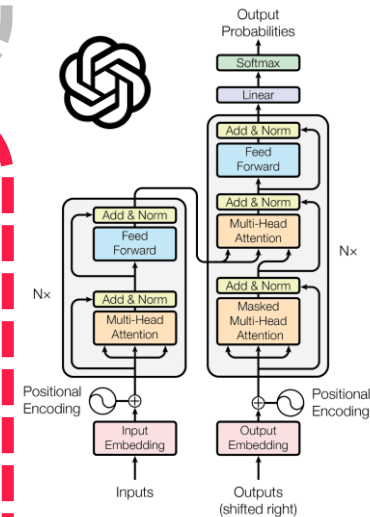 Output
Probabilities
Softmax
Linear
Add & Norm
Feed
Forward
Add & Norm
Multi-Head
Attention
Nx
Add & Norm
Masked
Multi-Head
Attention
Positional
Encoding
Output
Embedding
Outputs
(shifted right)
Add & Norm
Feed
Forward
Nx
Add & Norm
Multi-Head
Attention
Positional
Encoding
Input
Embedding
Inputs